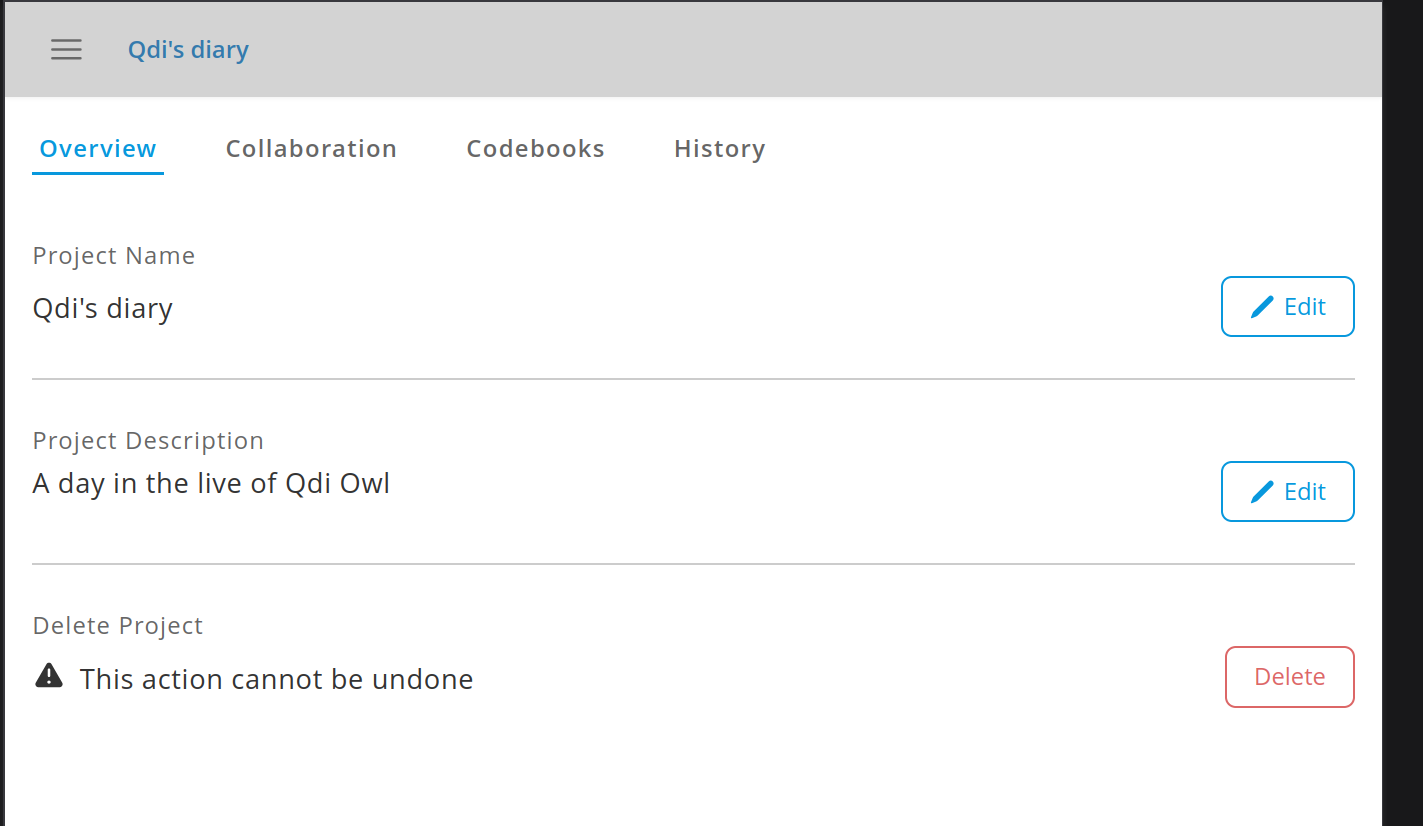 Qdi's diary
Overview Collaboration Codebooks History
Project Name
Qdi's diary
Edit
Project Description
A day in the live of Qdi Owl
Edit
Delete Project
This action cannot be undone
Delete